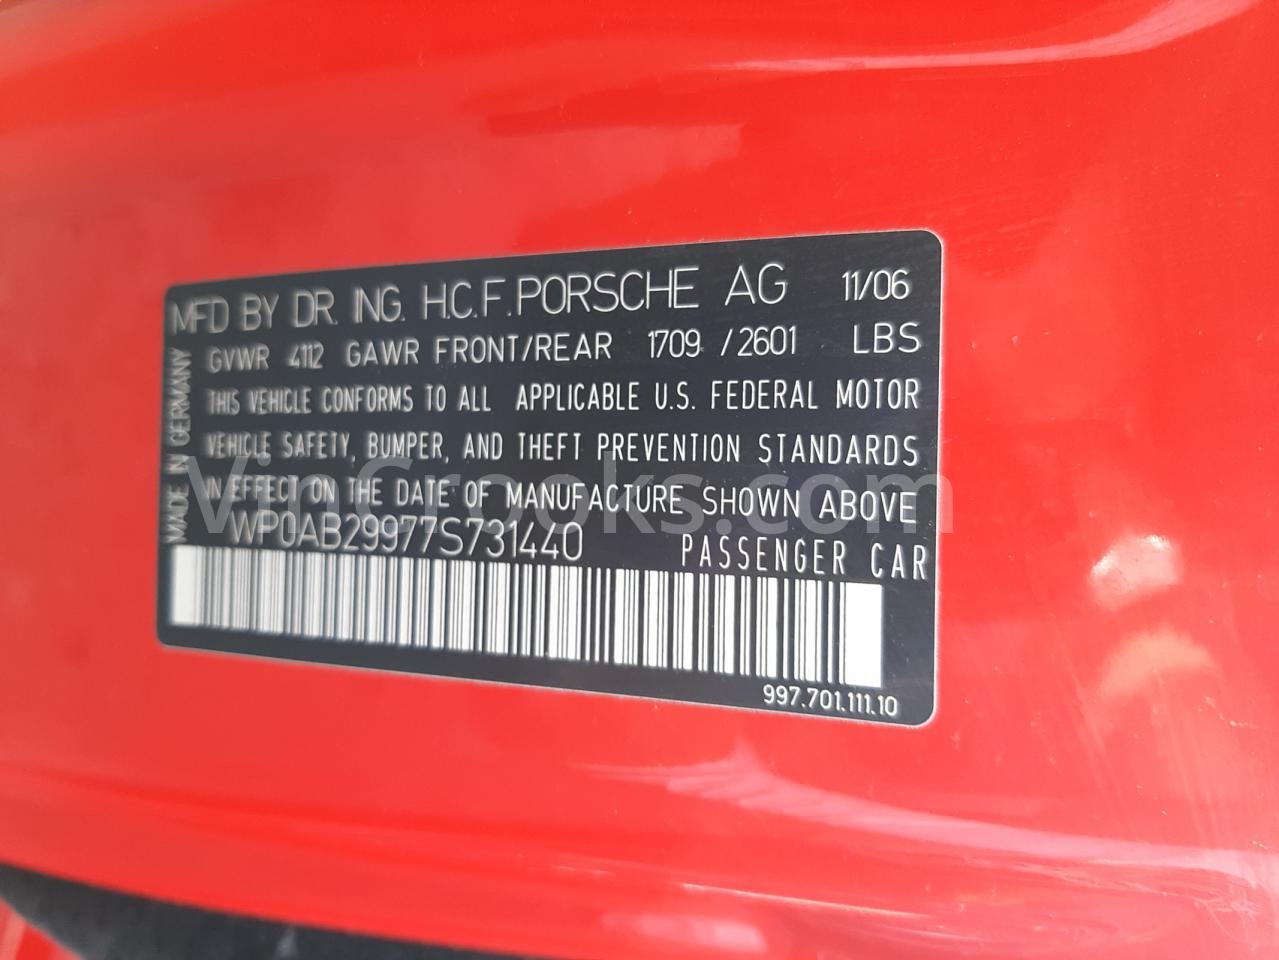 MFD BY DR. ING. H.C.F.PORSCHE AG 11/06
GVWR 4112 GAWR FRONT/REAR 1709 /2601 LBS
THIS VEHICLE CONFORMS TO ALL APPLICABLE U.S. FEDERAL MOTOR
VEHICLE SAFETY, BUMPER, AND THEFT PREVENTION STANDARDS
IN EFFECT ON THE DATE OF MANUFACTURE SHOWN ABOVE
WP0AB29977S731440 PASSENGER CAR
997.701.111.10
MADE IN GERMANY
VinCrooks.com